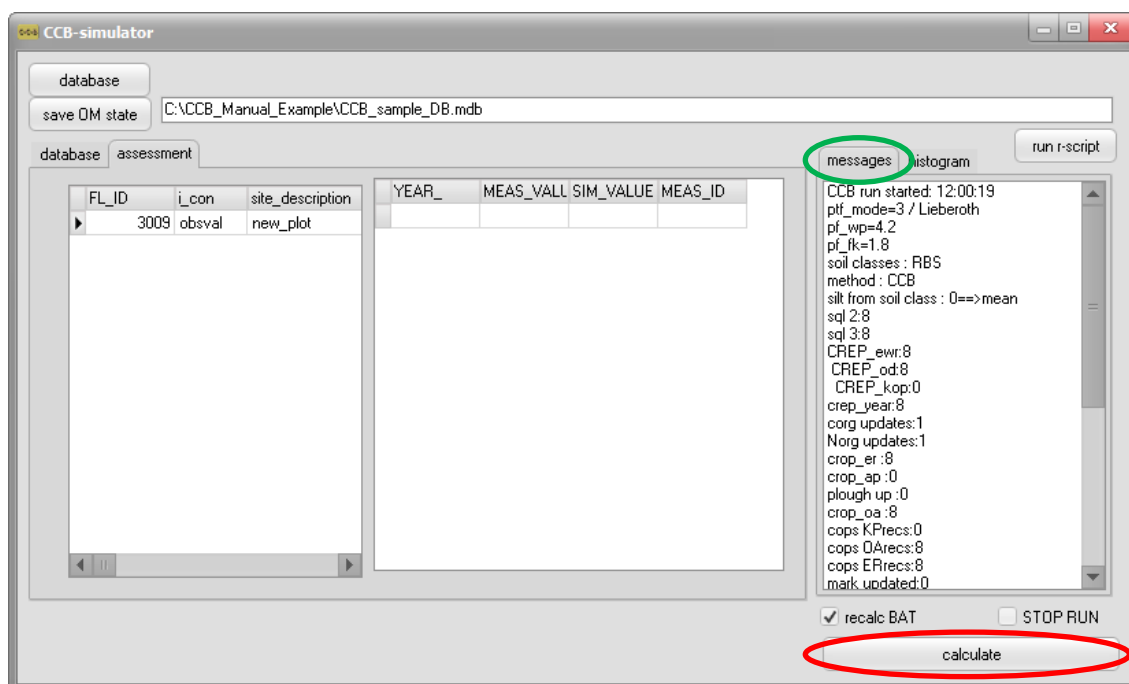 CCB-simulator
database
save OM state
C:\CCB_Manual_Example\CCB_sample_DB.mdb
run r-script
database assessment
messages histogram
FL_ID i_con site_description
3009 obsval new_plot
YEAR_ MEAS_VALU SIM_VALUE MEAS_ID
CCB run started: 12:00:19
ptf_mode=3 / Lieberoth
pf_wp=4.2
pf_fk=1.8
soil classes : RBS
method : CCB
silt from soil class : 0==>mean
sql 2:8
sql 3:8
CREP_ewr:8
CREP_od:8
CREP_kop:0
crep_year:8
corg updates:1
Norg updates:1
crop_er :8
crop_ap :0
plough up :0
crop_oa :8
cops KPrecs:0
cops OArecs:8
cops ERrecs:8
mark updated:0
recalc BAT
STOP RUN
calculate